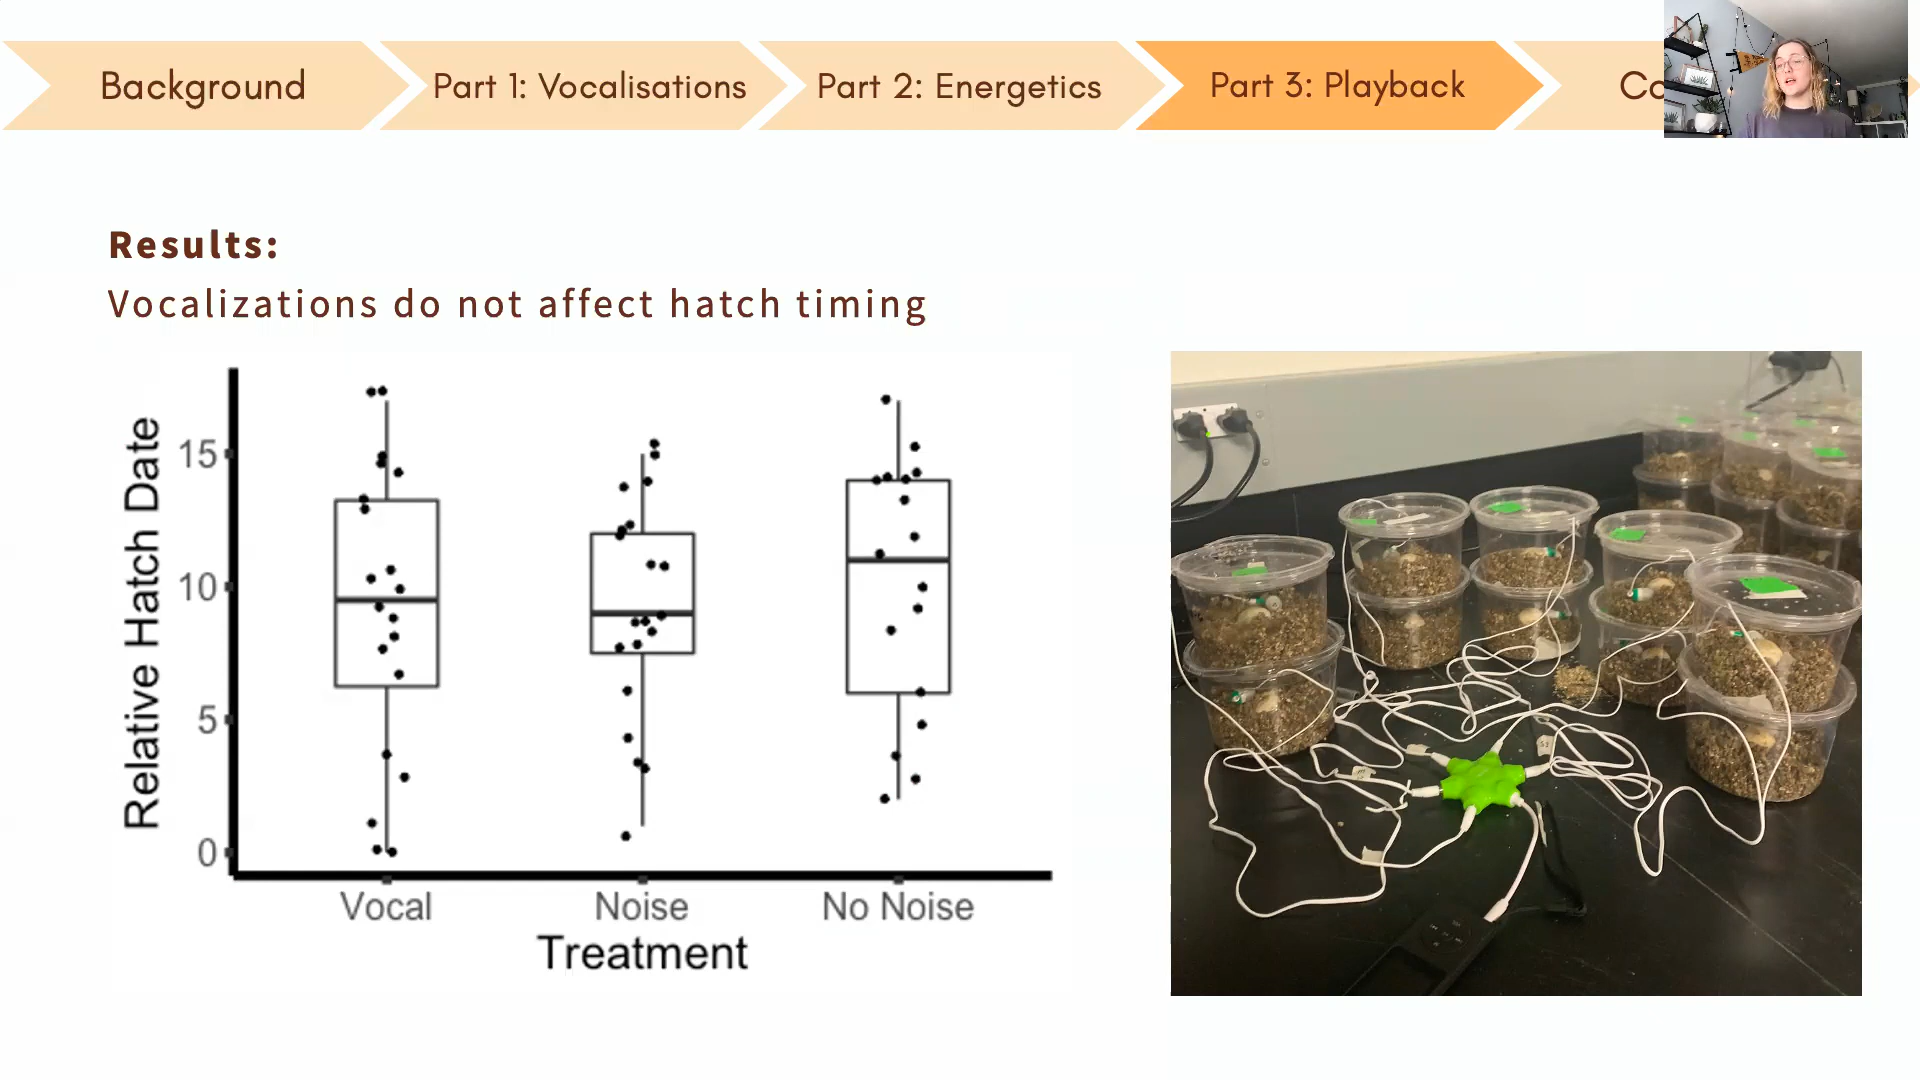 Background
Part 1: Vocalisations
Part 2: Energetics
Part 3: Playback
Results:
Vocalizations do not affect hatch timing
Relative Hatch Date
15
10
5
0
Vocal
Noise
No Noise
Treatment